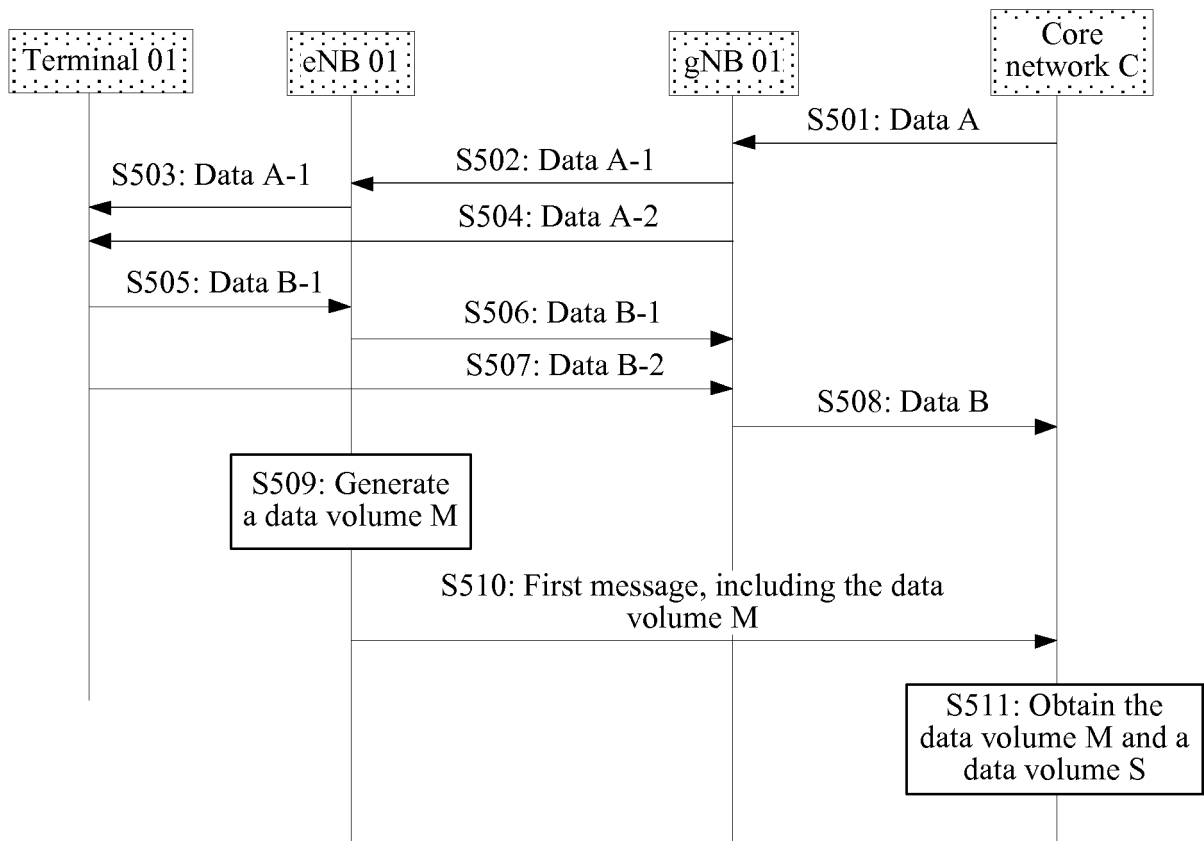 Terminal 01
eNB 01
gNB 01
Core
network C
S501: Data A
S502: Data A-1
S503: Data A-1
S504: Data A-2
S505: Data B-1
S506: Data B-1
S507: Data B-2
S508: Data B
S509: Generate
a data volume M
S510: First message, including the data
volume M
S511: Obtain the
data volume M and a
data volume S